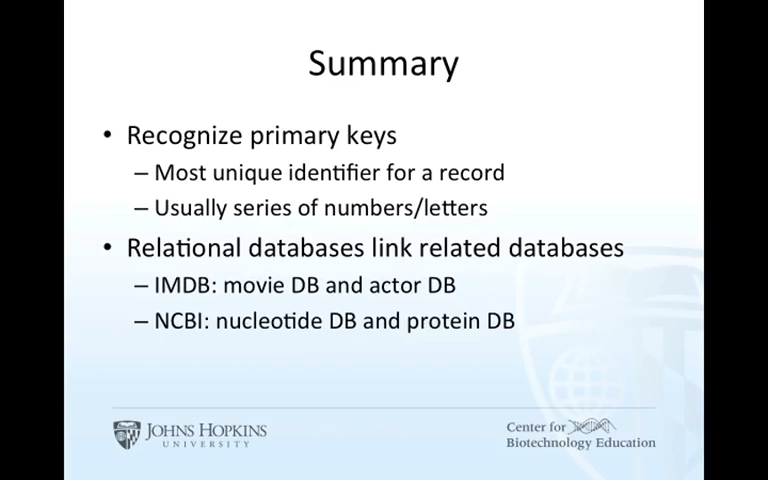 Summary
• Recognize primary keys
– Most unique identifier for a record
– Usually series of numbers/letters
• Relational databases link related databases
– IMDB: movie DB and actor DB
– NCBI: nucleotide DB and protein DB
JOHNS HOPKINS
UNIVERSITY
Center for
Biotechnology Education